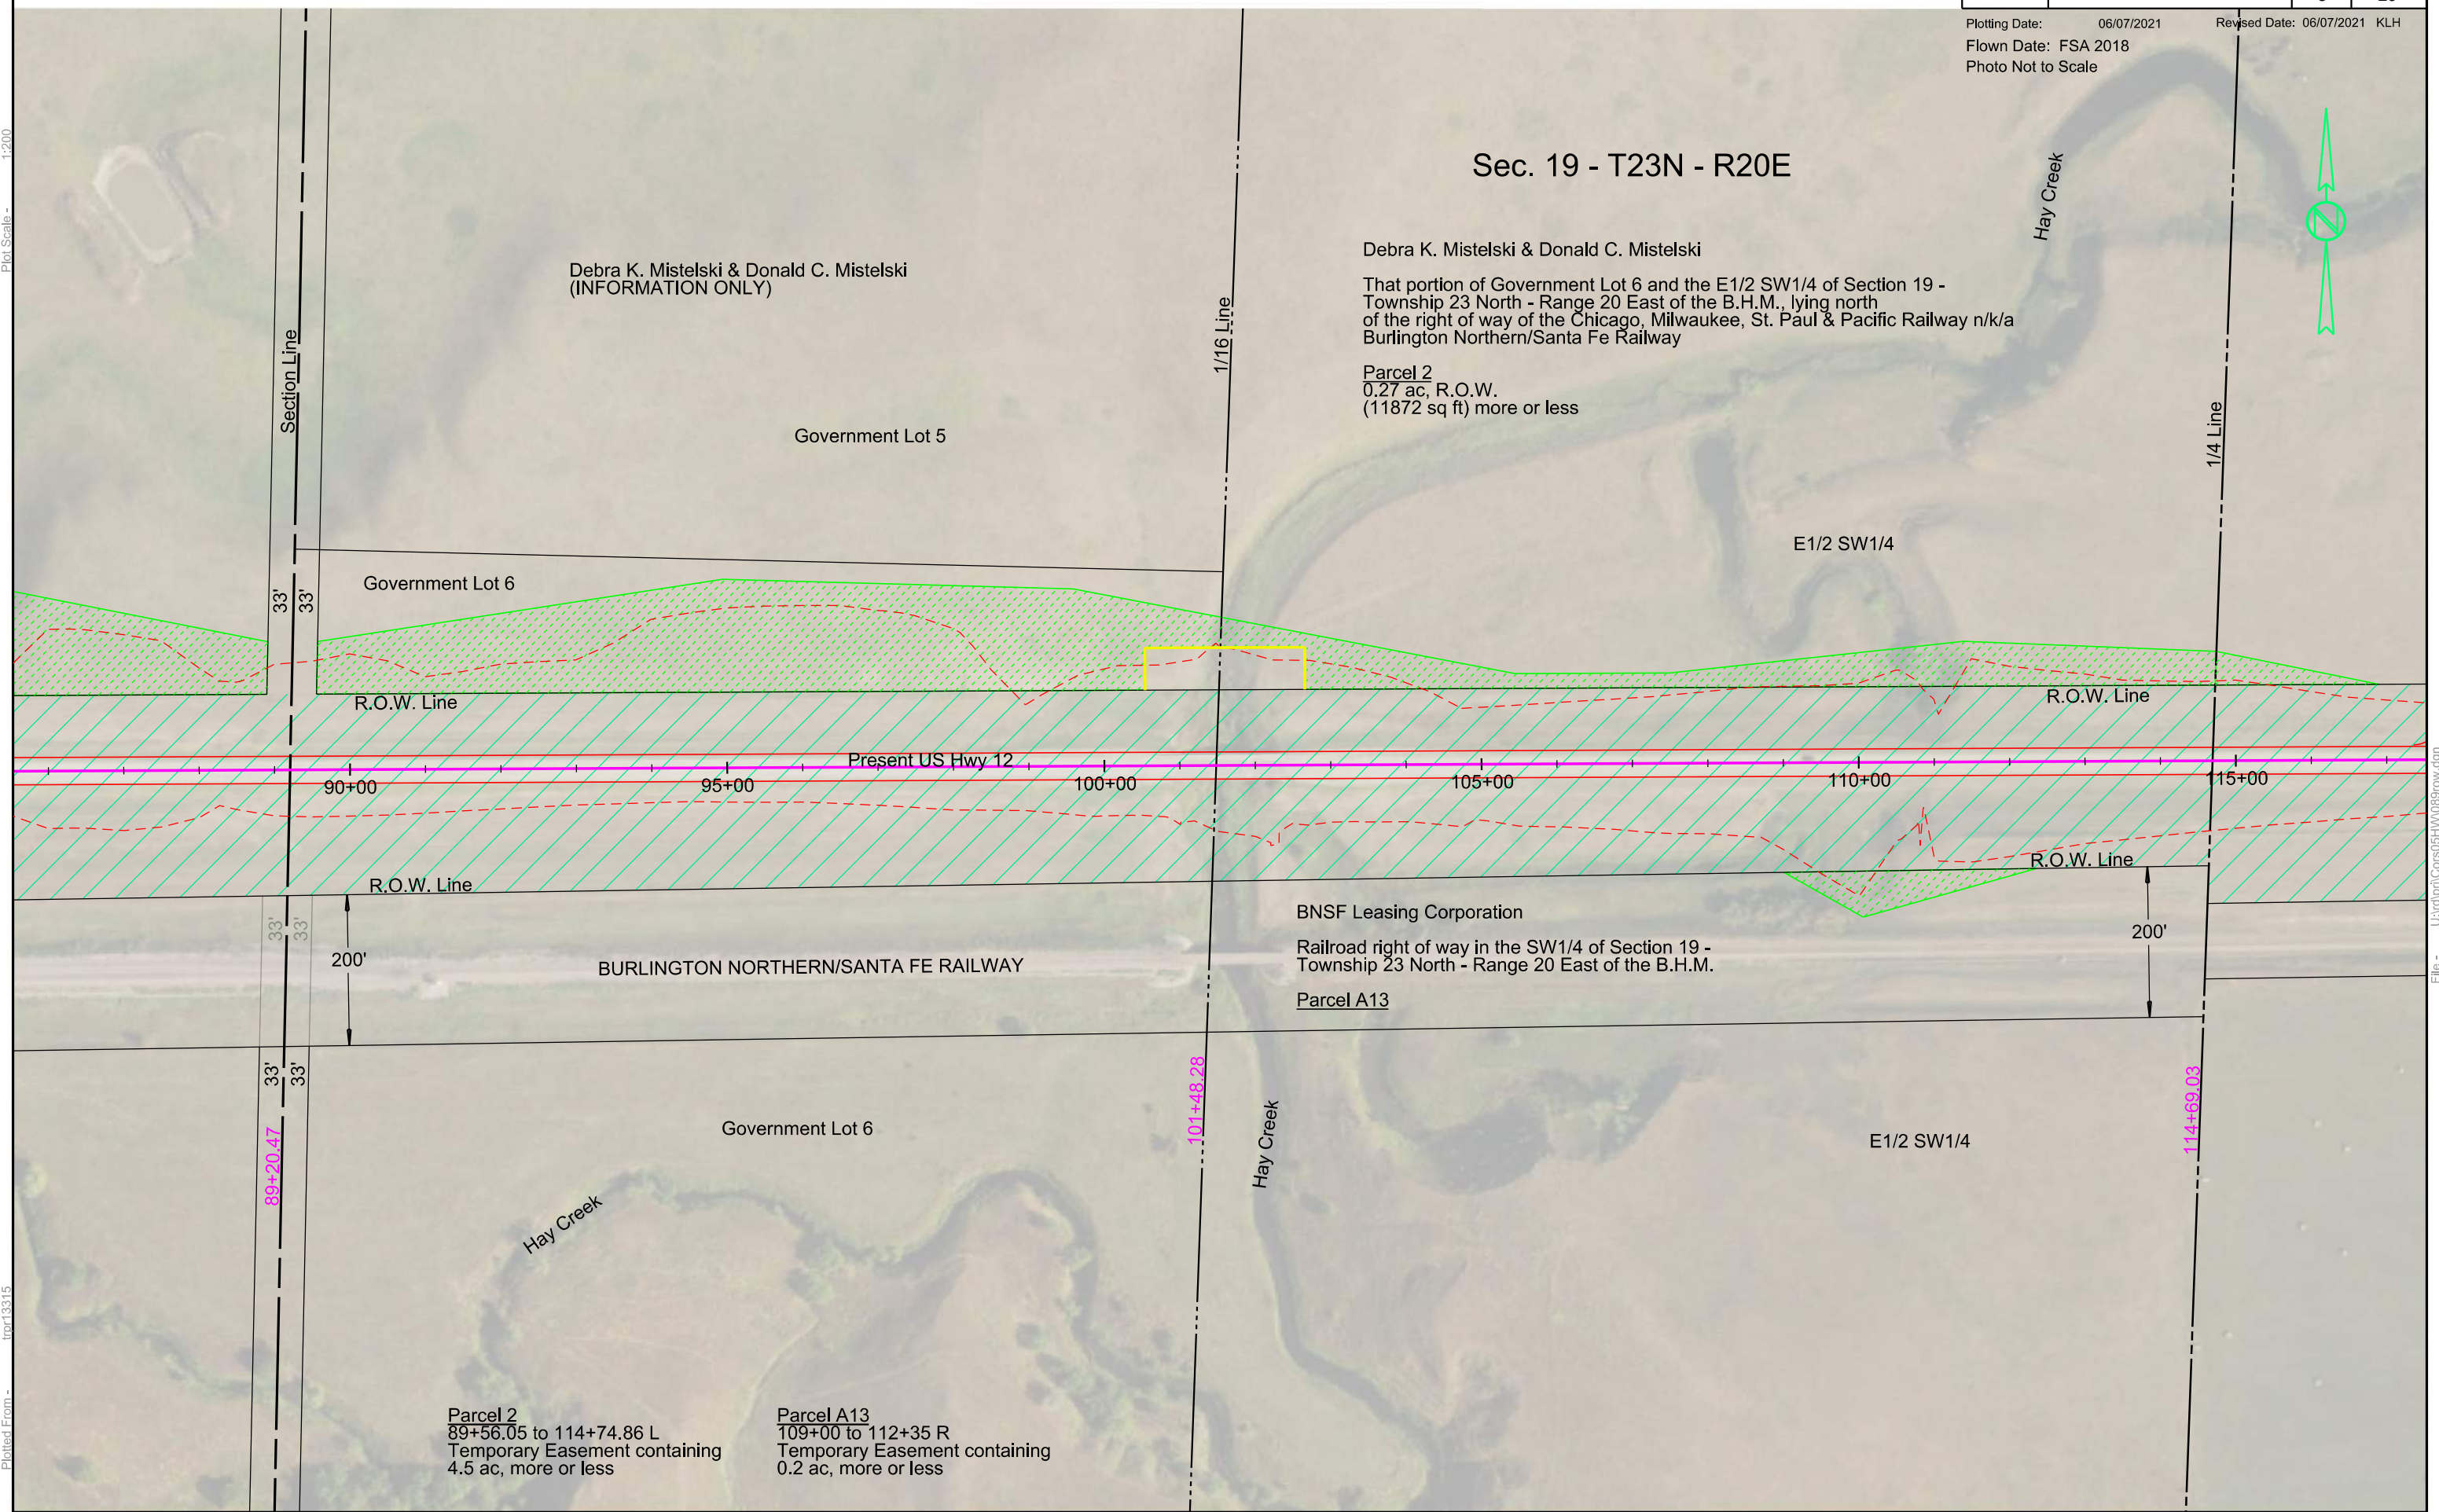 Plotting Date: 06/07/2021 Revised Date: 06/07/2021 KLH
Flown Date: FSA 2018
Photo Not to Scale
Plot Scale - 1:200
Sec. 19 - T23N - R20E
Hay Creek
Debra K. Mistelski & Donald C. Mistelski
(INFORMATION ONLY)
Debra K. Mistelski & Donald C. Mistelski
That portion of Government Lot 6 and the E1/2 SW1/4 of Section 19 -
Township 23 North - Range 20 East of the B.H.M., lying north
of the right of way of the Chicago, Milwaukee, St. Paul & Pacific Railway n/k/a
Burlington Northern/Santa Fe Railway
Parcel 2
0.27 ac, R.O.W.
(11872 sq ft) more or less
Section Line
1/16 Line
1/4 Line
Government Lot 5
E1/2 SW1/4
Government Lot 6
33'
33'
R.O.W. Line
R.O.W. Line
Present US Hwy 12
90+00
95+00
100+00
105+00
110+00
115+00
R.O.W. Line
R.O.W. Line
33'
33'
200'
BURLINGTON NORTHERN/SANTA FE RAILWAY
BNSF Leasing Corporation
Railroad right of way in the SW1/4 of Section 19 -
Township 23 North - Range 20 East of the B.H.M.
Parcel A13
200'
33'
33'
89+20.47
101+48.28
114+69.03
Government Lot 6
Hay Creek
Hay Creek
E1/2 SW1/4
Parcel 2
89+56.05 to 114+74.86 L
Temporary Easement containing
4.5 ac, more or less
Parcel A13
109+00 to 112+35 R
Temporary Easement containing
0.2 ac, more or less
Plotted From - trpr13315
File -